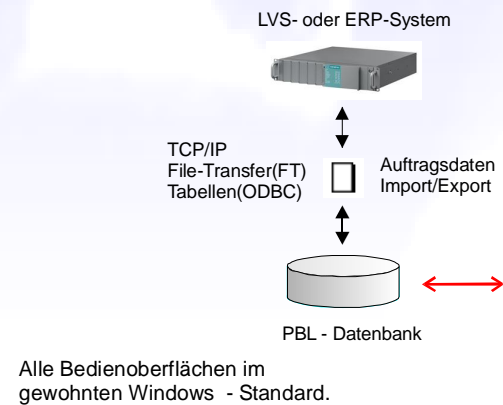 LVS- oder ERP-System
TCP/IP
File-Transfer(FT)
Tabellen(ODBC)
Auftragsdaten
Import/Export
PBL - Datenbank
Alle Bedienoberflächen im
gewohnten Windows - Standard.